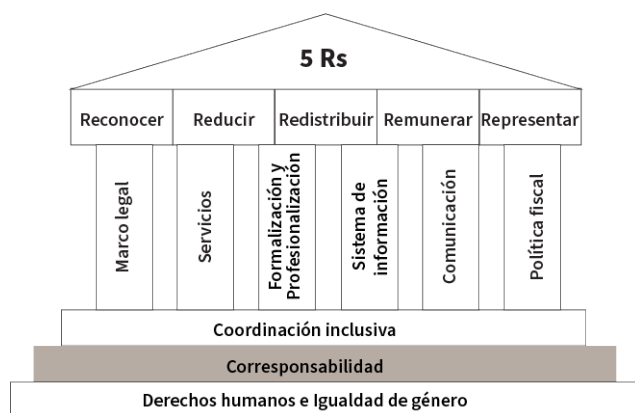 5 Rs
Reconocer
Reducir
Redistribuir
Remunerar
Representar
Marco legal
Servicios
Formalización y
Profesionalización
Sistema de
información
Comunicación
Política fiscal
Coordinación inclusiva
Corresponsabilidad
Derechos humanos e Igualdad de género